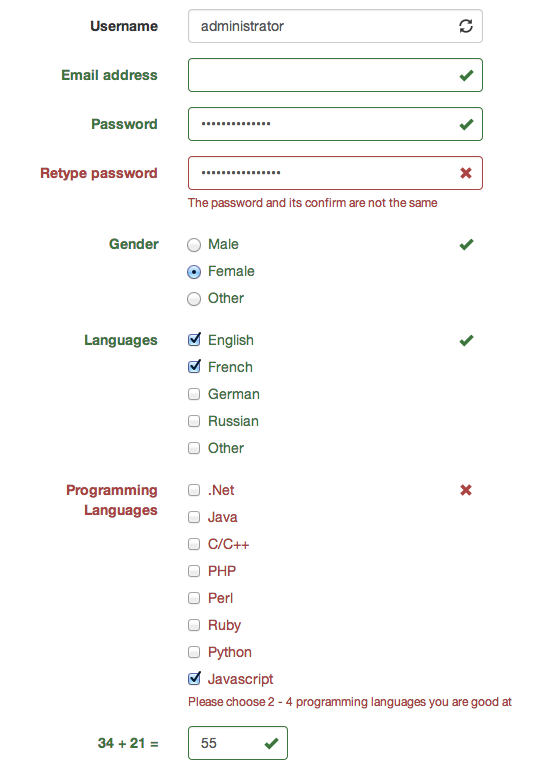 Username administrator
Email address
Password ••••••••••••••
Retype password ••••••••••••••••
The password and its confirm are not the same
Gender Male
Female
Other
Languages English
French
German
Russian
Other
Programming Languages .Net
Java
C/C++
PHP
Perl
Ruby
Python
Javascript
Please choose 2 - 4 programming languages you are good at
34 + 21 = 55